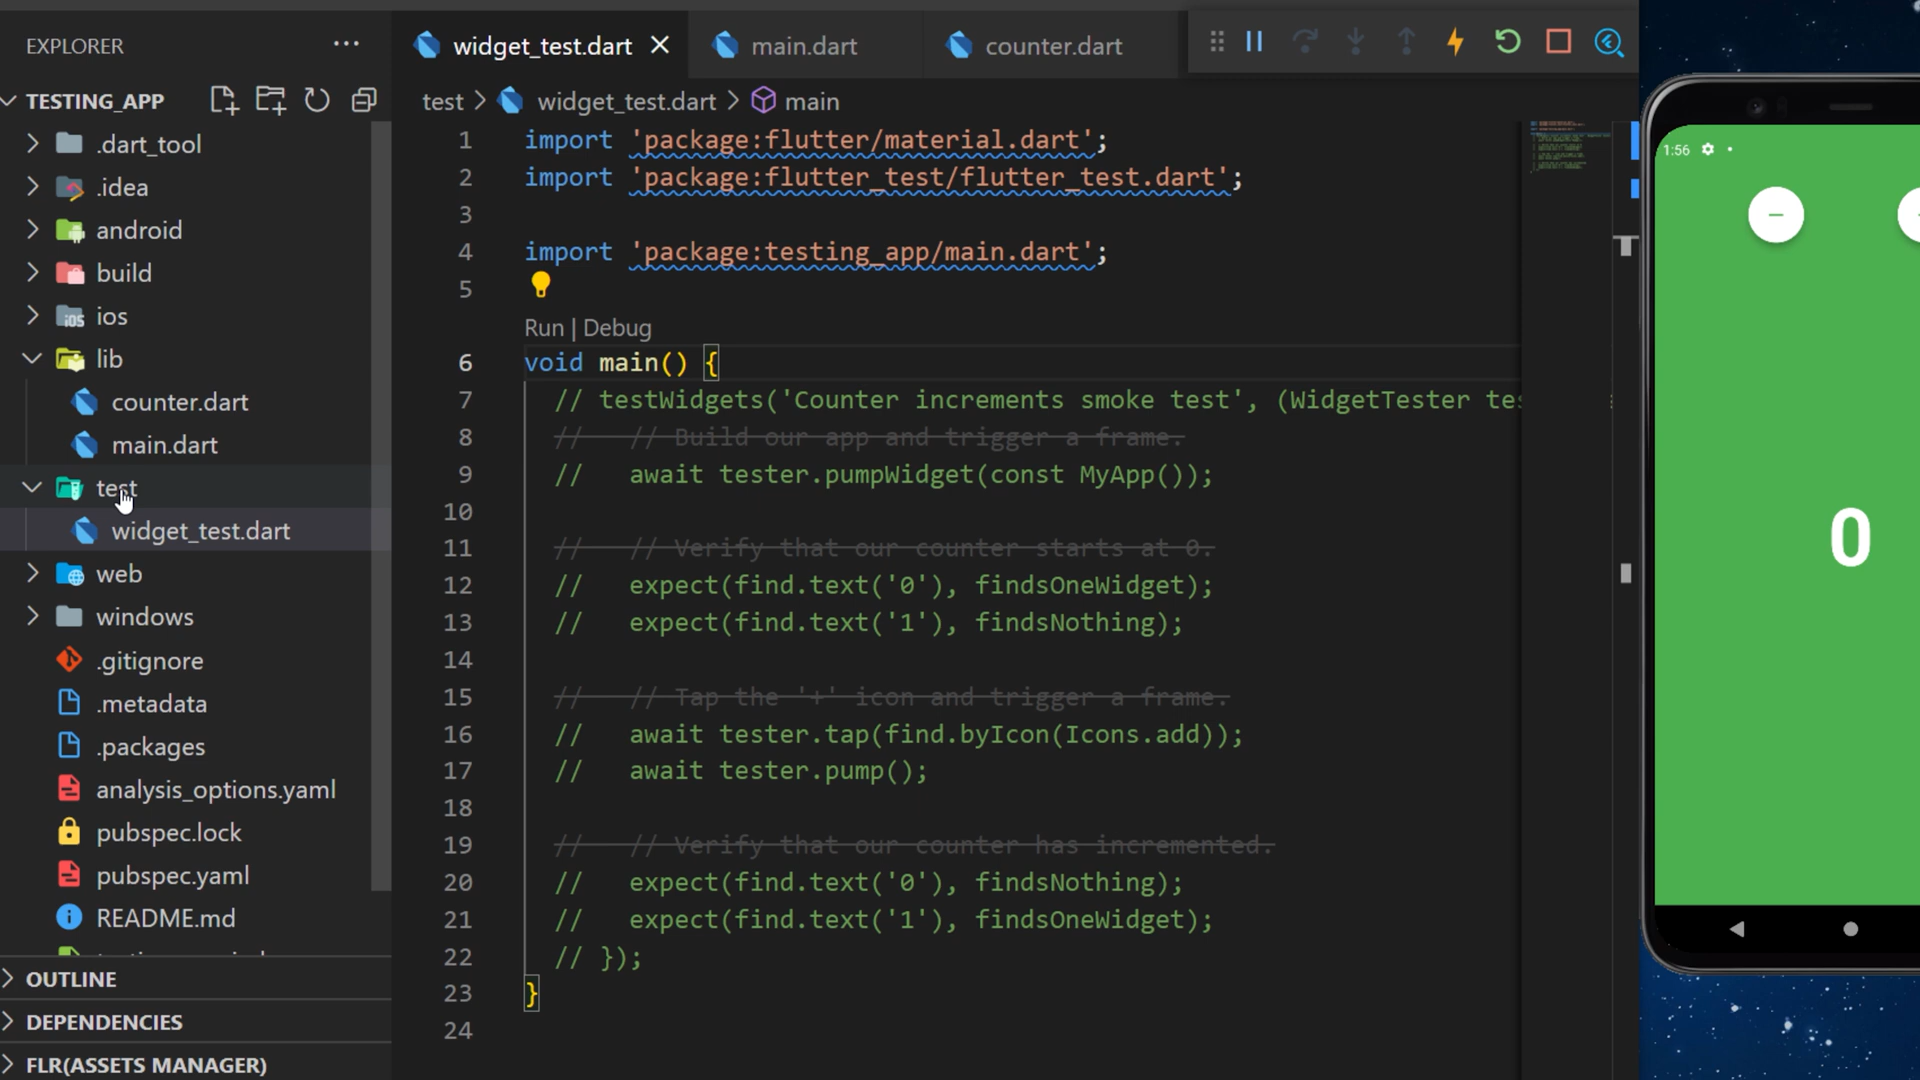 EXPLORER
TESTING_APP
.dart_tool
.idea
android
build
ios
lib
counter.dart
main.dart
test
widget_test.dart
web
windows
.gitignore
.metadata
.packages
analysis_options.yaml
pubspec.lock
pubspec.yaml
README.md
OUTLINE
DEPENDENCIES
FLR(ASSETS MANAGER)
widget_test.dart main.dart counter.dart
test > widget_test.dart > main
1 import 'package:flutter/material.dart';
2 import 'package:flutter_test/flutter_test.dart';
3
4 import 'package:testing_app/main.dart';
5
Run | Debug
6 void main() {
7 // testWidgets('Counter increments smoke test', (WidgetTester
8 // // Build our app and trigger a frame.
9 // await tester.pumpWidget(const MyApp());
10
11 // // Verify that our counter starts at 0.
12 // expect(find.text('0'), findsOneWidget);
13 // expect(find.text('1'), findsNothing);
14
15 // // Tap the '+' icon and trigger a frame.
16 // await tester.tap(find.byIcon(Icons.add));
17 // await tester.pump();
18
19 // // Verify that our counter has incremented.
20 // expect(find.text('0'), findsNothing);
21 // expect(find.text('1'), findsOneWidget);
22 // });
23 }
24
1:56
0